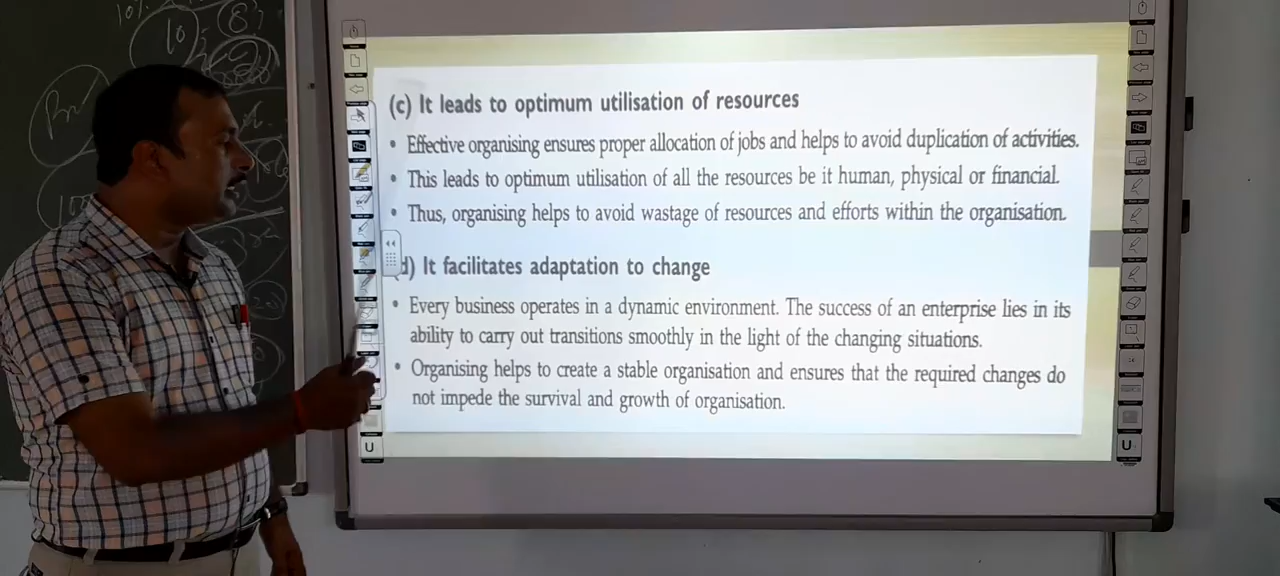 10%
(c) It leads to optimum utilisation of resources
• Effective organising ensures proper allocation of jobs and helps to avoid duplication of activities.
• This leads to optimum utilisation of all the resources be it human, physical or financial.
• Thus, organising helps to avoid wastage of resources and efforts within the organisation.
d) It facilitates adaptation to change
• Every business operates in a dynamic environment. The success of an enterprise lies in its
ability to carry out transitions smoothly in the light of the changing situations.
• Organising helps to create a stable organisation and ensures that the required changes do
not impede the survival and growth of organisation.
U
U